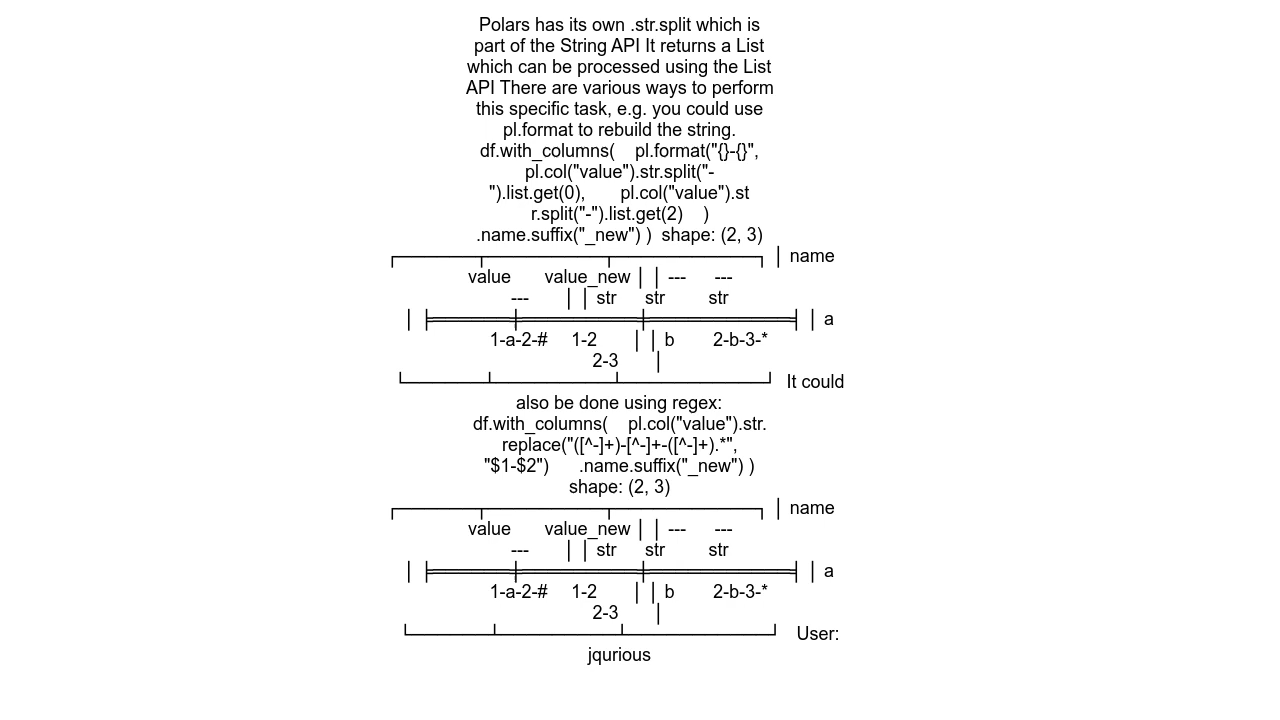 Polars has its own .str.split which is
part of the String API It returns a List
which can be processed using the List
API There are various ways to perform
this specific task, e.g. you could use
pl.format to rebuild the string.
df.with_columns(    pl.format("{}-{}",
pl.col("value").str.split("-
").list.get(0),       pl.col("value").st
r.split("-").list.get(2)    )
.name.suffix("_new") )  shape: (2, 3)
┌──────┬─────────┬───────────┐ │ name
value       value_new │ │ ---      ---
---       │ │ str      str         str
│ ╞══════╪═════════╪═══════════╡ │ a
1-a-2-#     1-2       │ │ b        2-b-3-*
2-3       │
└──────┴─────────┴───────────┘  It could
also be done using regex:
df.with_columns(    pl.col("value").str.
replace("([^-]+)-[^-]+-([^-]+).*",
"$1-$2")      .name.suffix("_new") )
shape: (2, 3)
┌──────┬─────────┬───────────┐ │ name
value       value_new │ │ ---      ---
---       │ │ str      str         str
│ ╞══════╪═════════╪═══════════╡ │ a
1-a-2-#     1-2       │ │ b        2-b-3-*
2-3       │
└──────┴─────────┴───────────┘   User:
jqurious